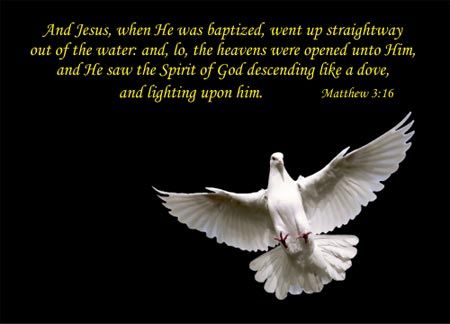 And Jesus, when He was baptized, went up straightway
out of the water: and, lo, the heavens were opened unto Him,
and He saw the Spirit of God descending like a dove,
and lighting upon him. Matthew 3:16